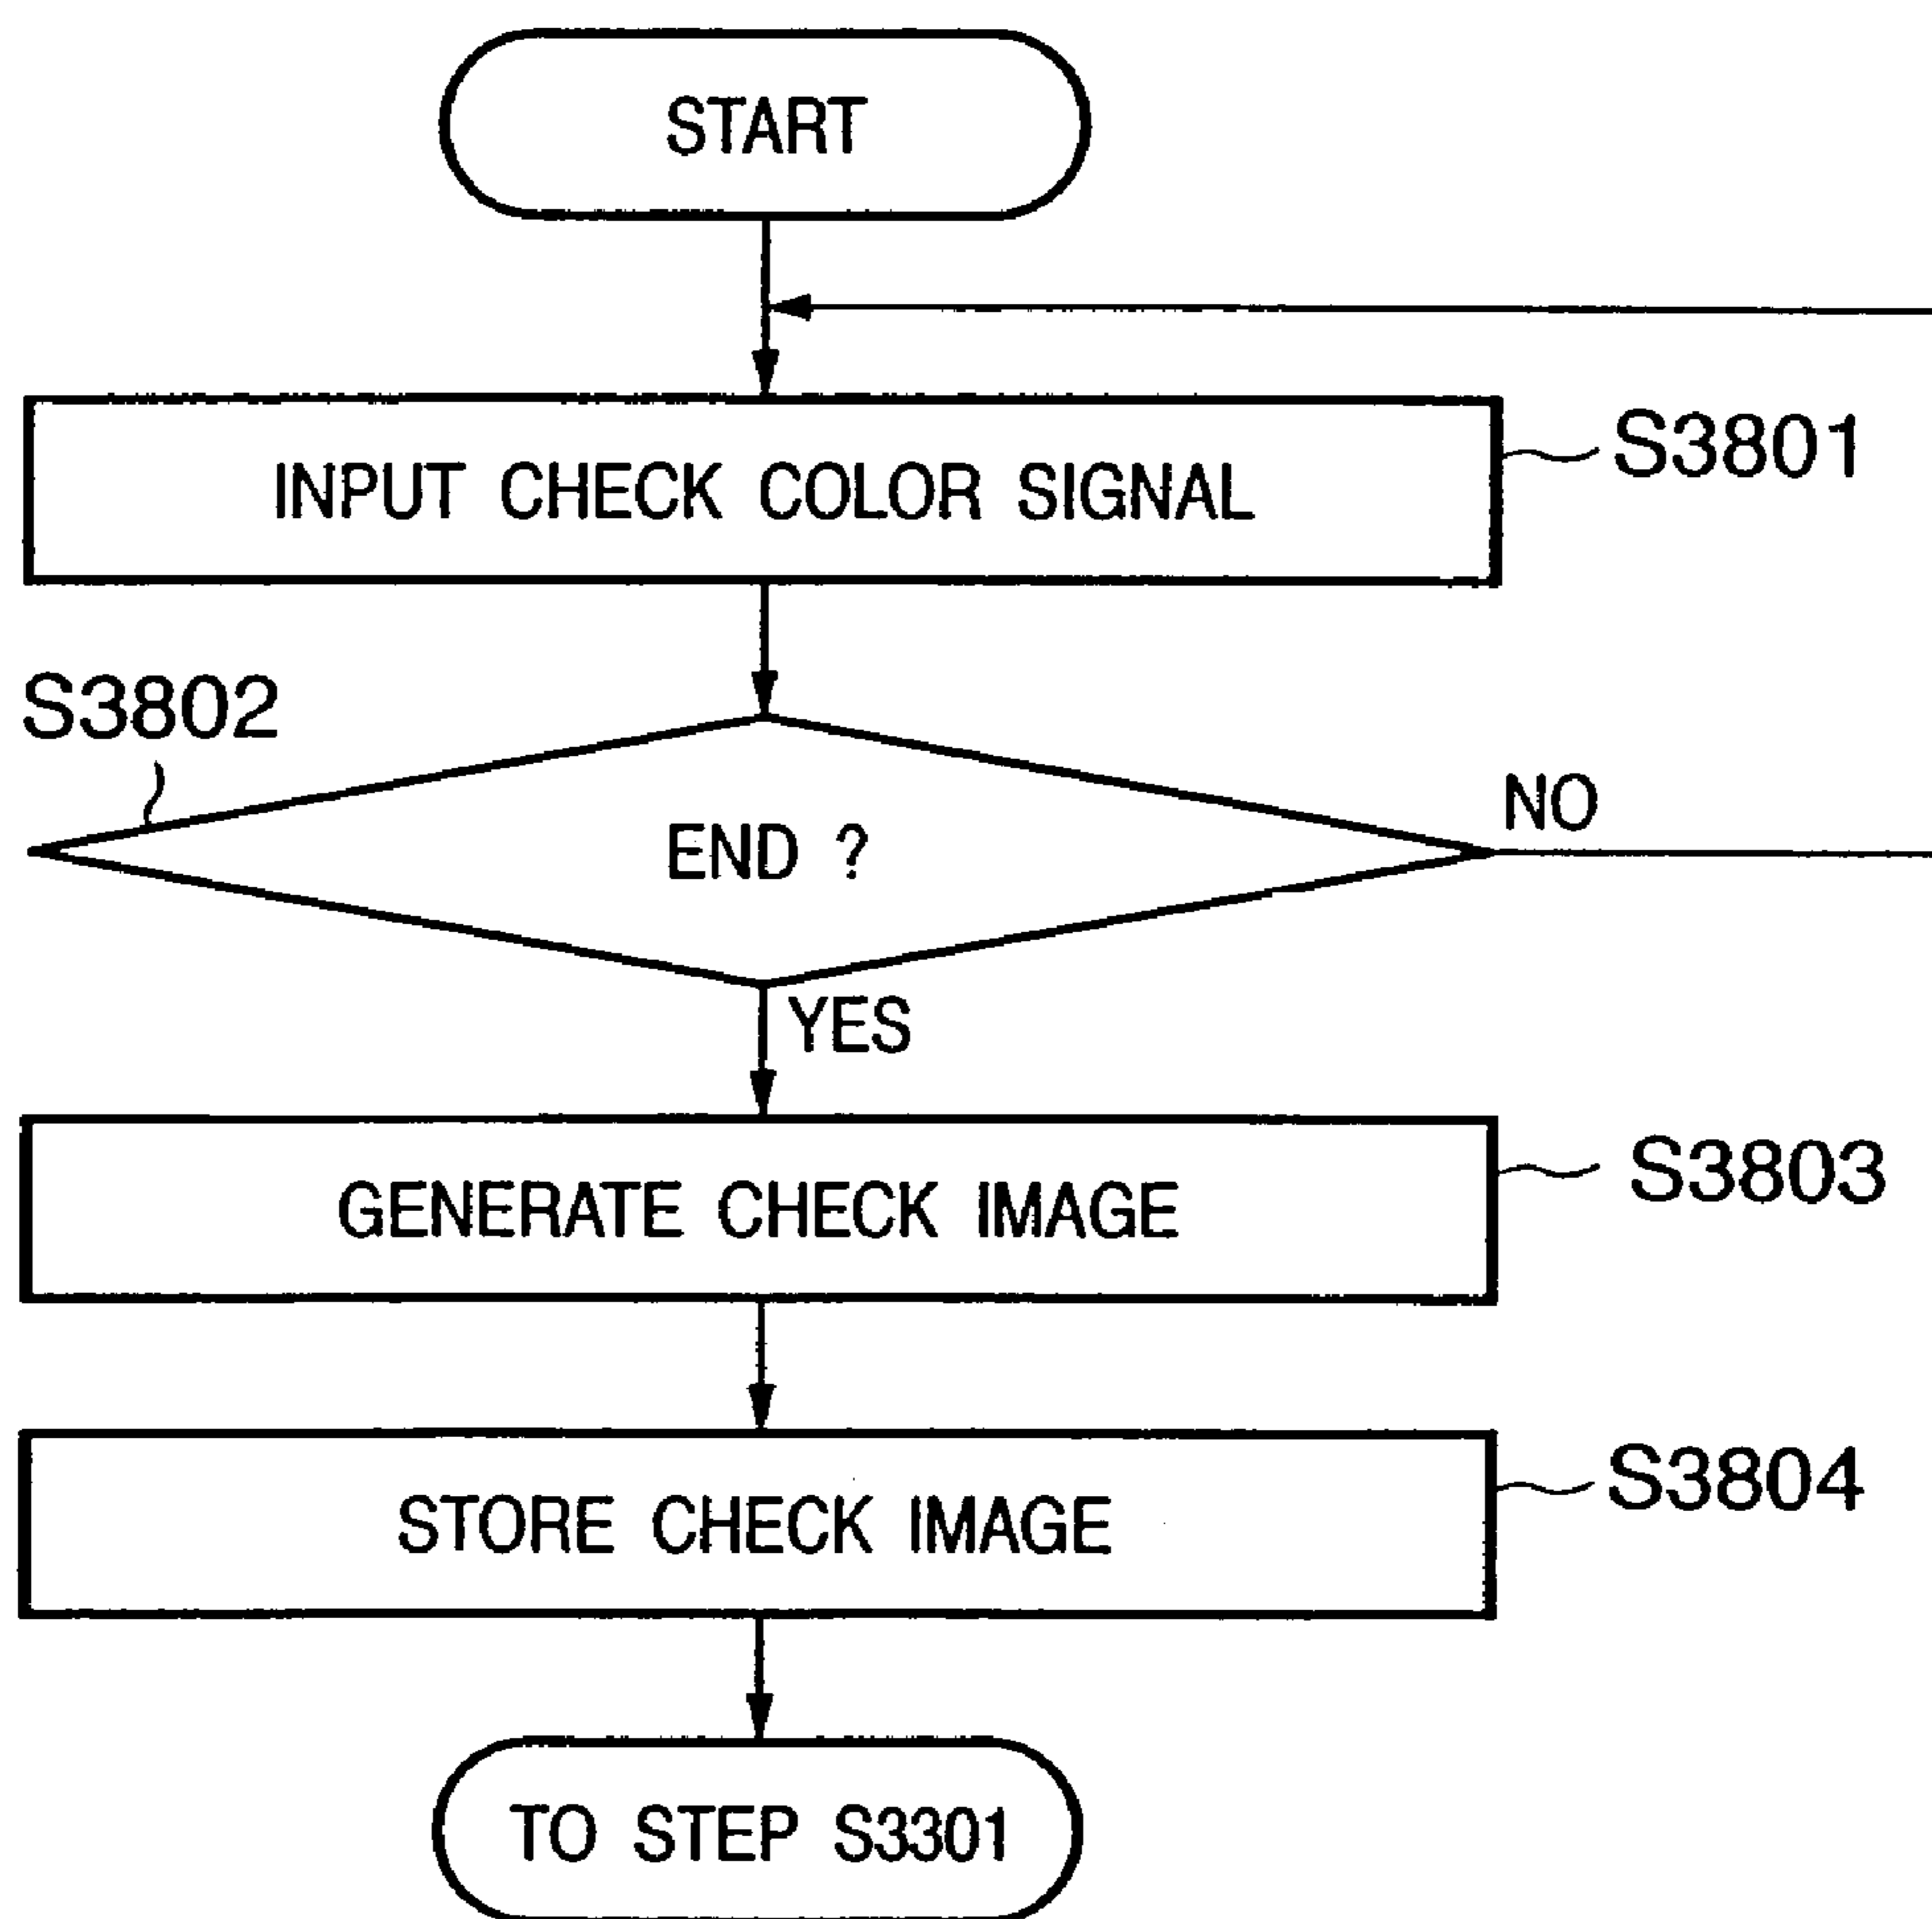 START
INPUT CHECK COLOR SIGNAL
S3801
S3802
END ?
NO
YES
GENERATE CHECK IMAGE
S3803
STORE CHECK IMAGE
S3804
TO STEP S3301